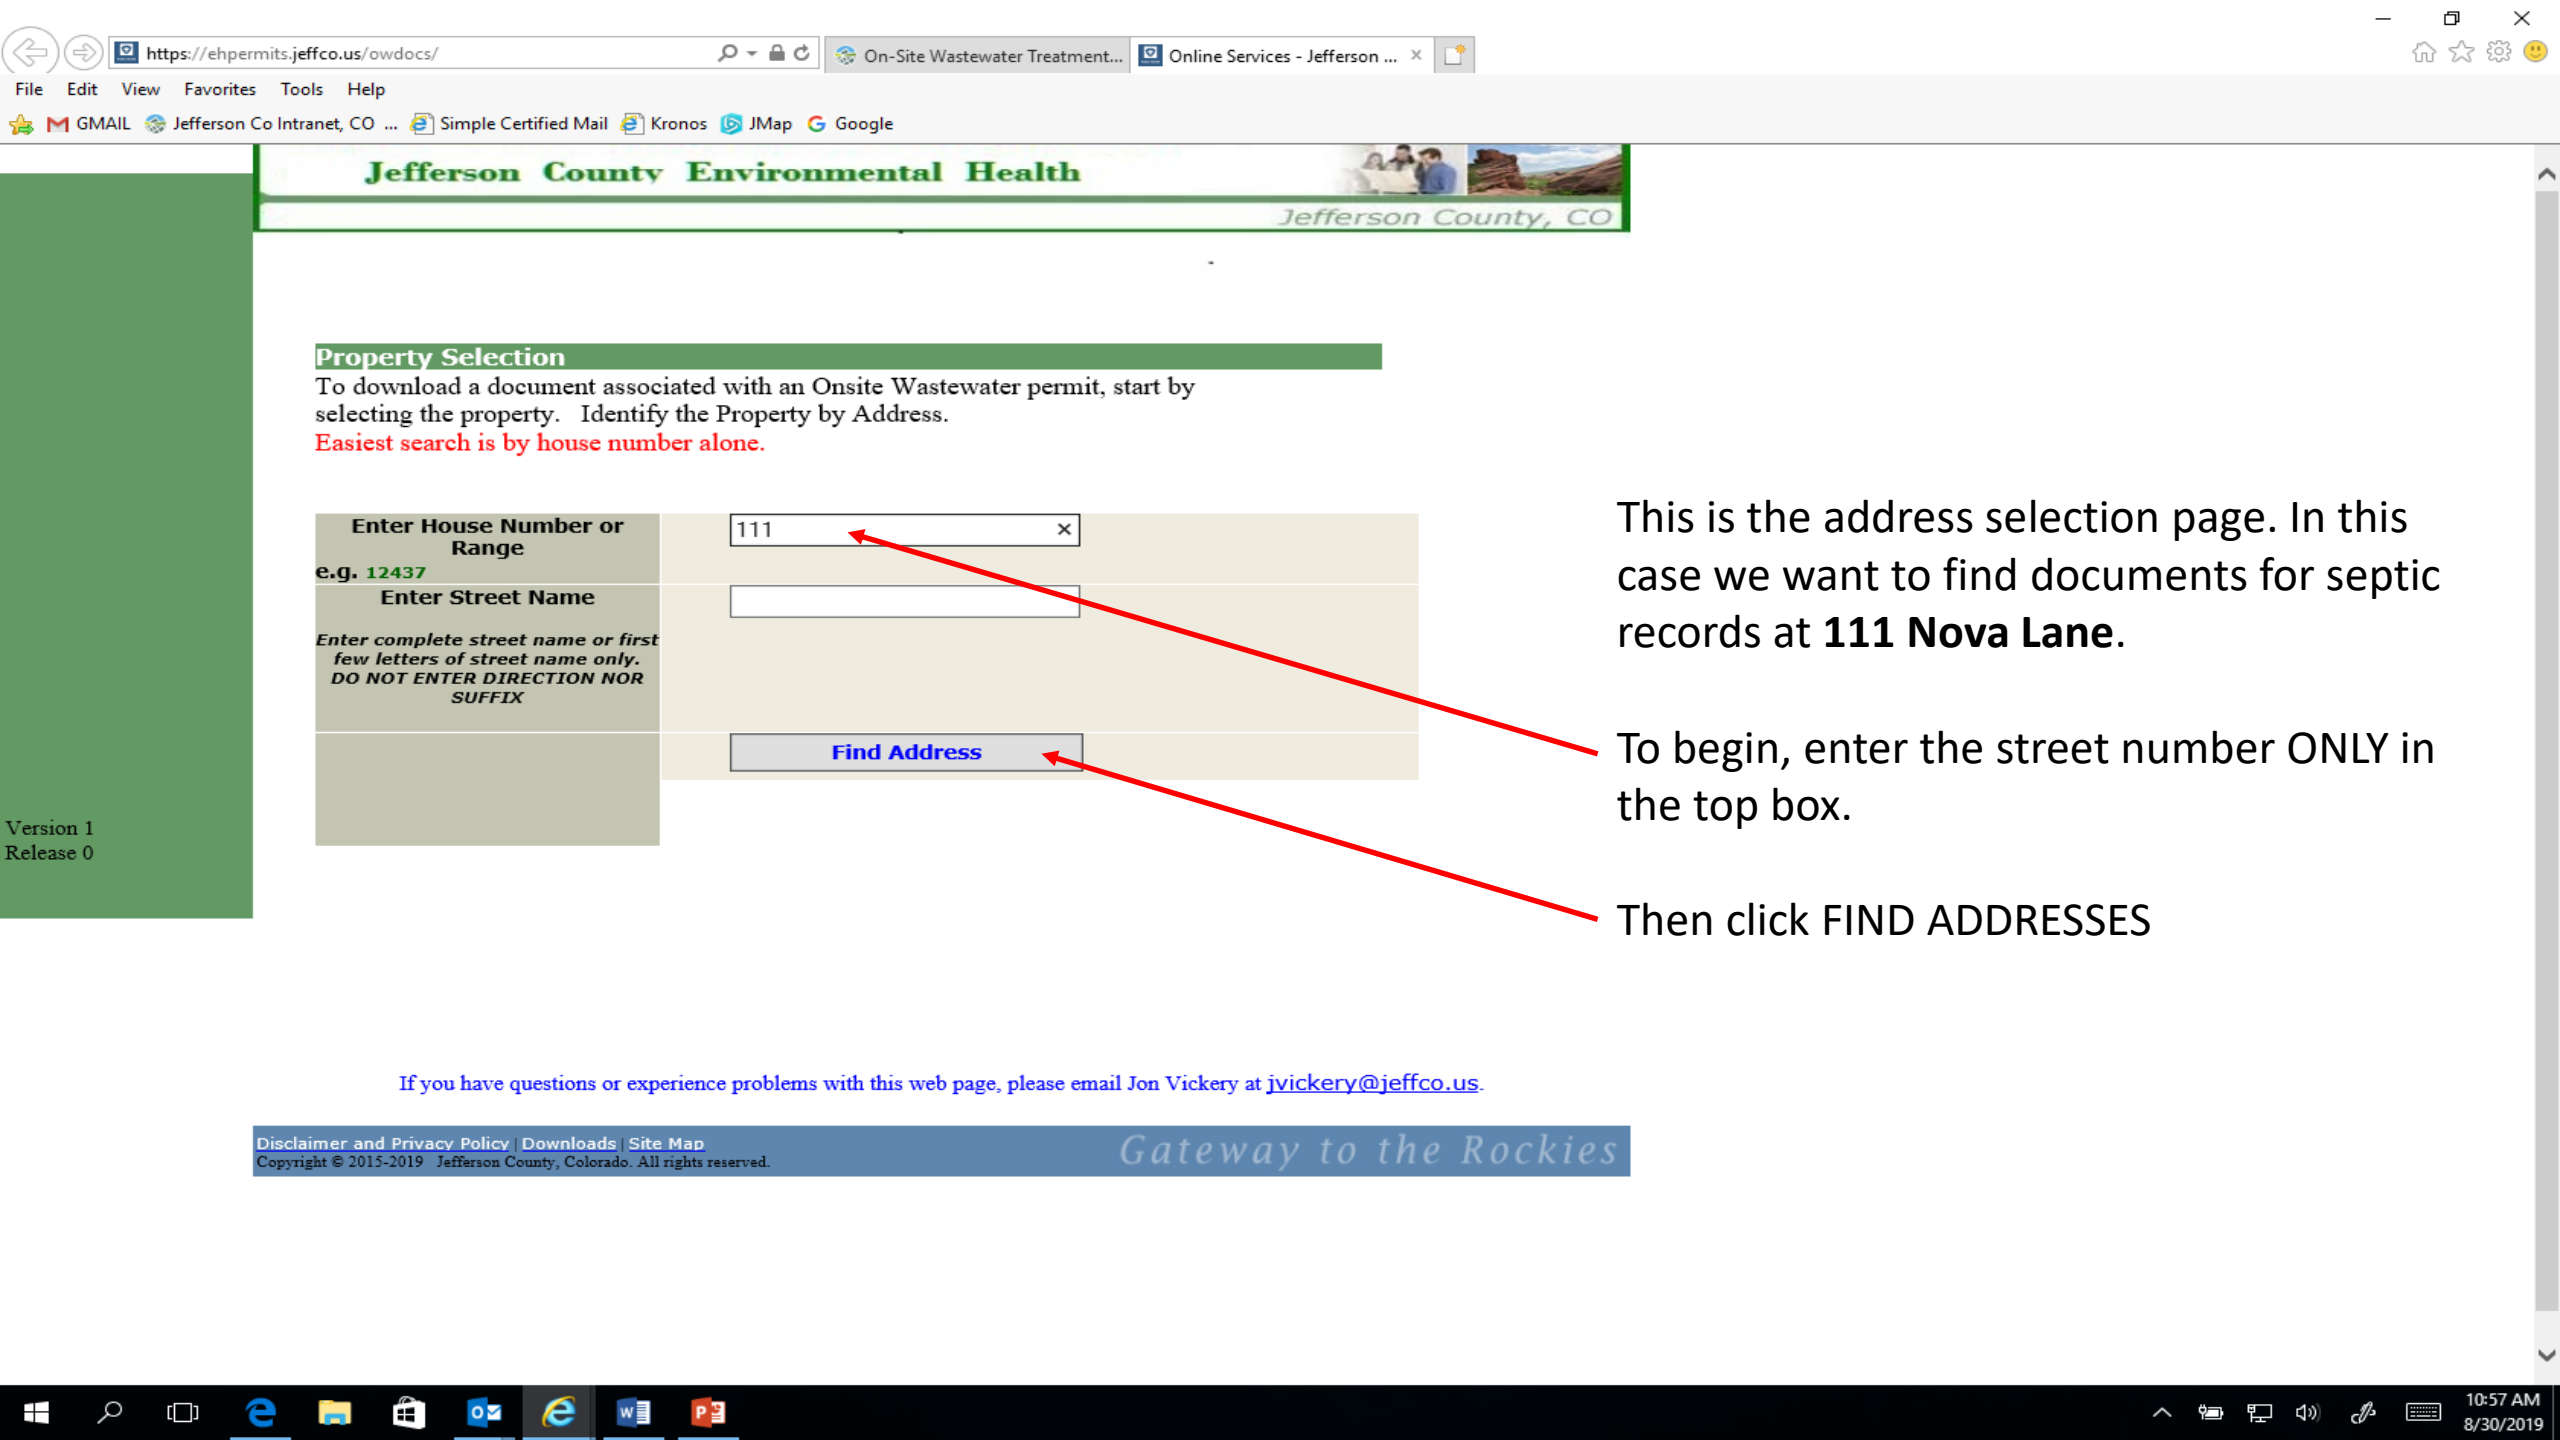 https://ehpermits.jeffco.us/owdocs/
On-Site Wastewater Treatment...
Online Services - Jefferson ...
File Edit View Favorites Tools Help
GMAIL Jefferson Co Intranet, CO ... Simple Certified Mail Kronos JMap Google
Jefferson County Environmental Health
Jefferson County, CO
Property Selection
To download a document associated with an Onsite Wastewater permit, start by
selecting the property. Identify the Property by Address.
Easiest search is by house number alone.
Enter House Number or
Range
e.g. 12437
111
Enter Street Name
Enter complete street name or first
few letters of street name only.
DO NOT ENTER DIRECTION NOR
SUFFIX
Find Address
Version 1
Release 0
This is the address selection page. In this
case we want to find documents for septic
records at 111 Nova Lane.
To begin, enter the street number ONLY in
the top box.
Then click FIND ADDRESSES
If you have questions or experience problems with this web page, please email Jon Vickery at jvickery@jeffco.us.
Disclaimer and Privacy Policy | Downloads | Site Map
Copyright © 2015-2019 Jefferson County, Colorado. All rights reserved.
Gateway to the Rockies
10:57 AM
8/30/2019